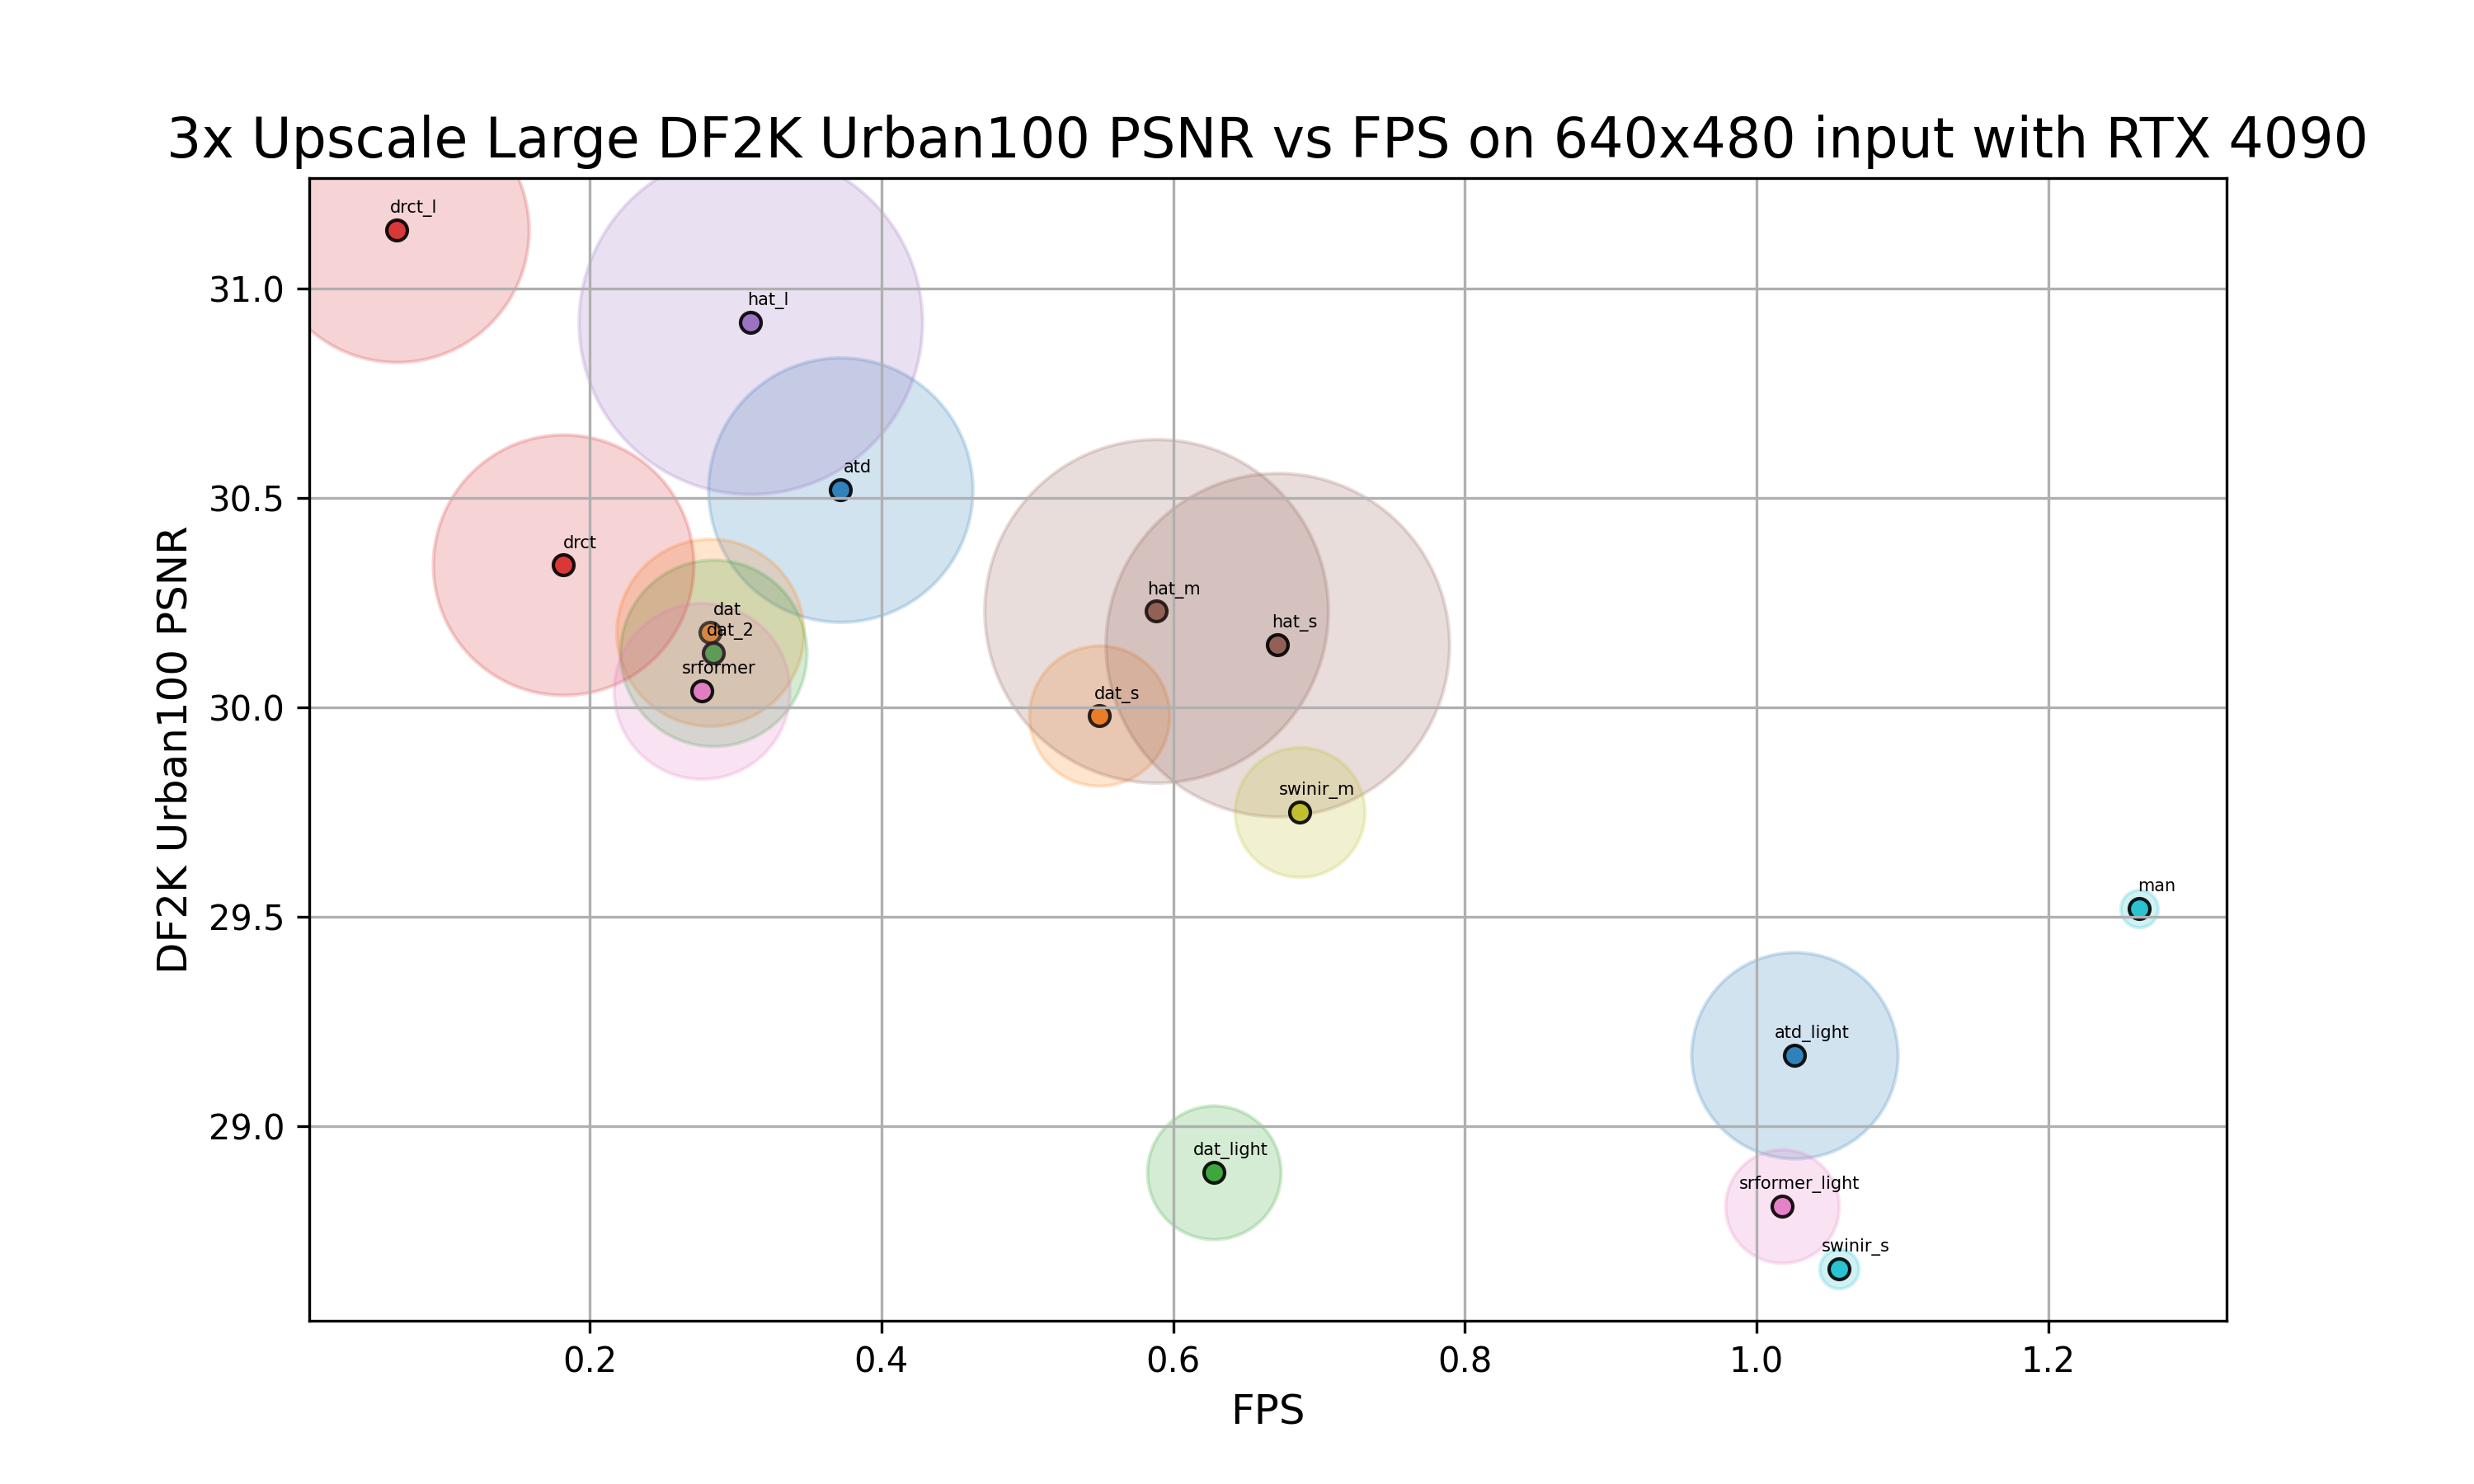 3x Upscale Large DF2K Urban100 PSNR vs FPS on 640x480 input with RTX 4090
drct_l
31.0
hat_l
atd
30.5
drct
hat_m
dat
hat_s
dat_2
srformer
dat_s
30.0
swinir_m
DF2K Urban100 PSNR
man
29.5
atd_light
29.0
dat_light
srformer_light
swinir_s
0.2 0.4 0.6 0.8 1.0 1.2
FPS